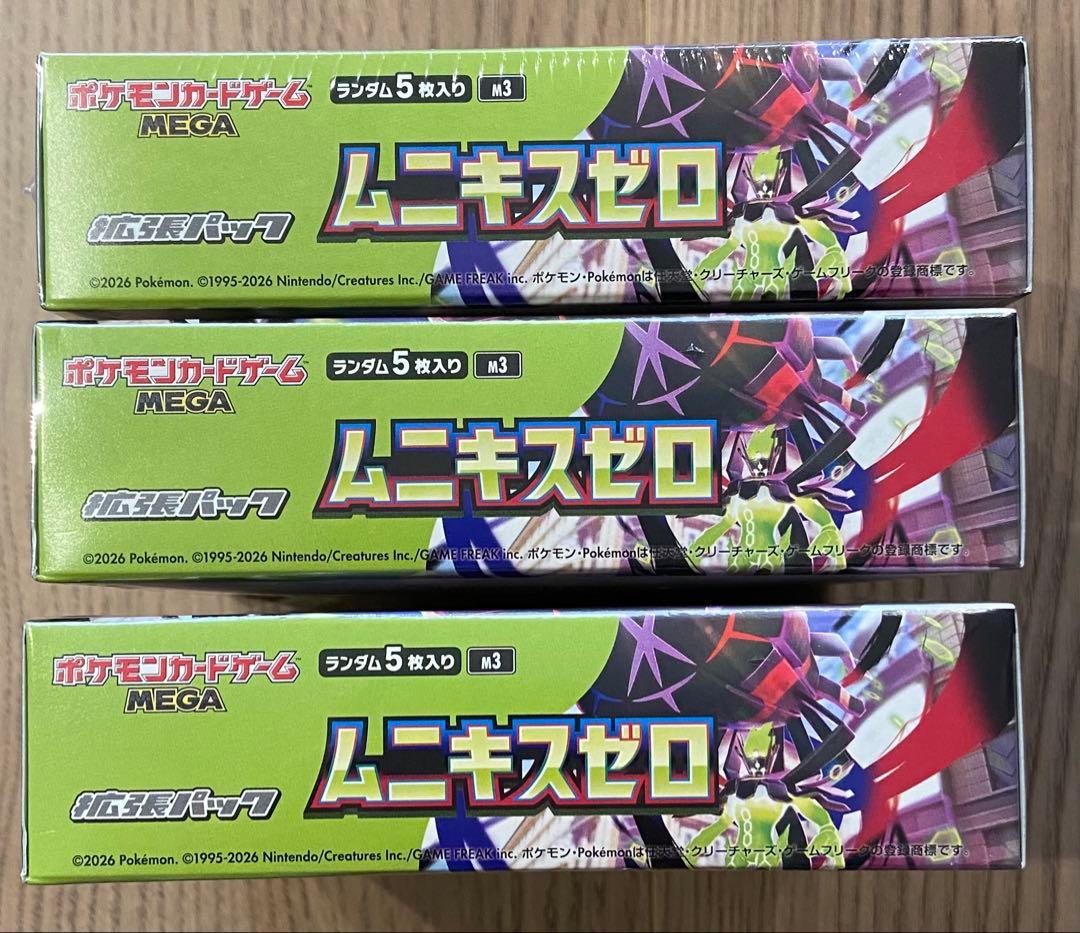 ポケモンカードゲーム™
MEGA
ランダム5枚入り M3
ムニキスゼロ
拡張パック
©2026 Pokémon. ©1995-2026 Nintendo/Creatures Inc./GAME FREAK inc. ポケモン・Pokémonは任天堂・クリーチャーズ・ゲームフリークの登録商標です。
ポケモンカードゲーム™
MEGA
ランダム5枚入り M3
ムニキスゼロ
拡張パック
©2026 Pokémon. ©1995-2026 Nintendo/Creatures Inc./GAME FREAK inc. ポケモン・Pokémonは任天堂・クリーチャーズ・ゲームフリークの登録商標です。
ポケモンカードゲーム™
MEGA
ランダム5枚入り M3
ムニキスゼロ
拡張パック
©2026 Pokémon. ©1995-2026 Nintendo/Creatures Inc./GAME FREAK inc. ポケモン・Pokémonは任天堂・クリーチャーズ・ゲームフリークの登録商標です。